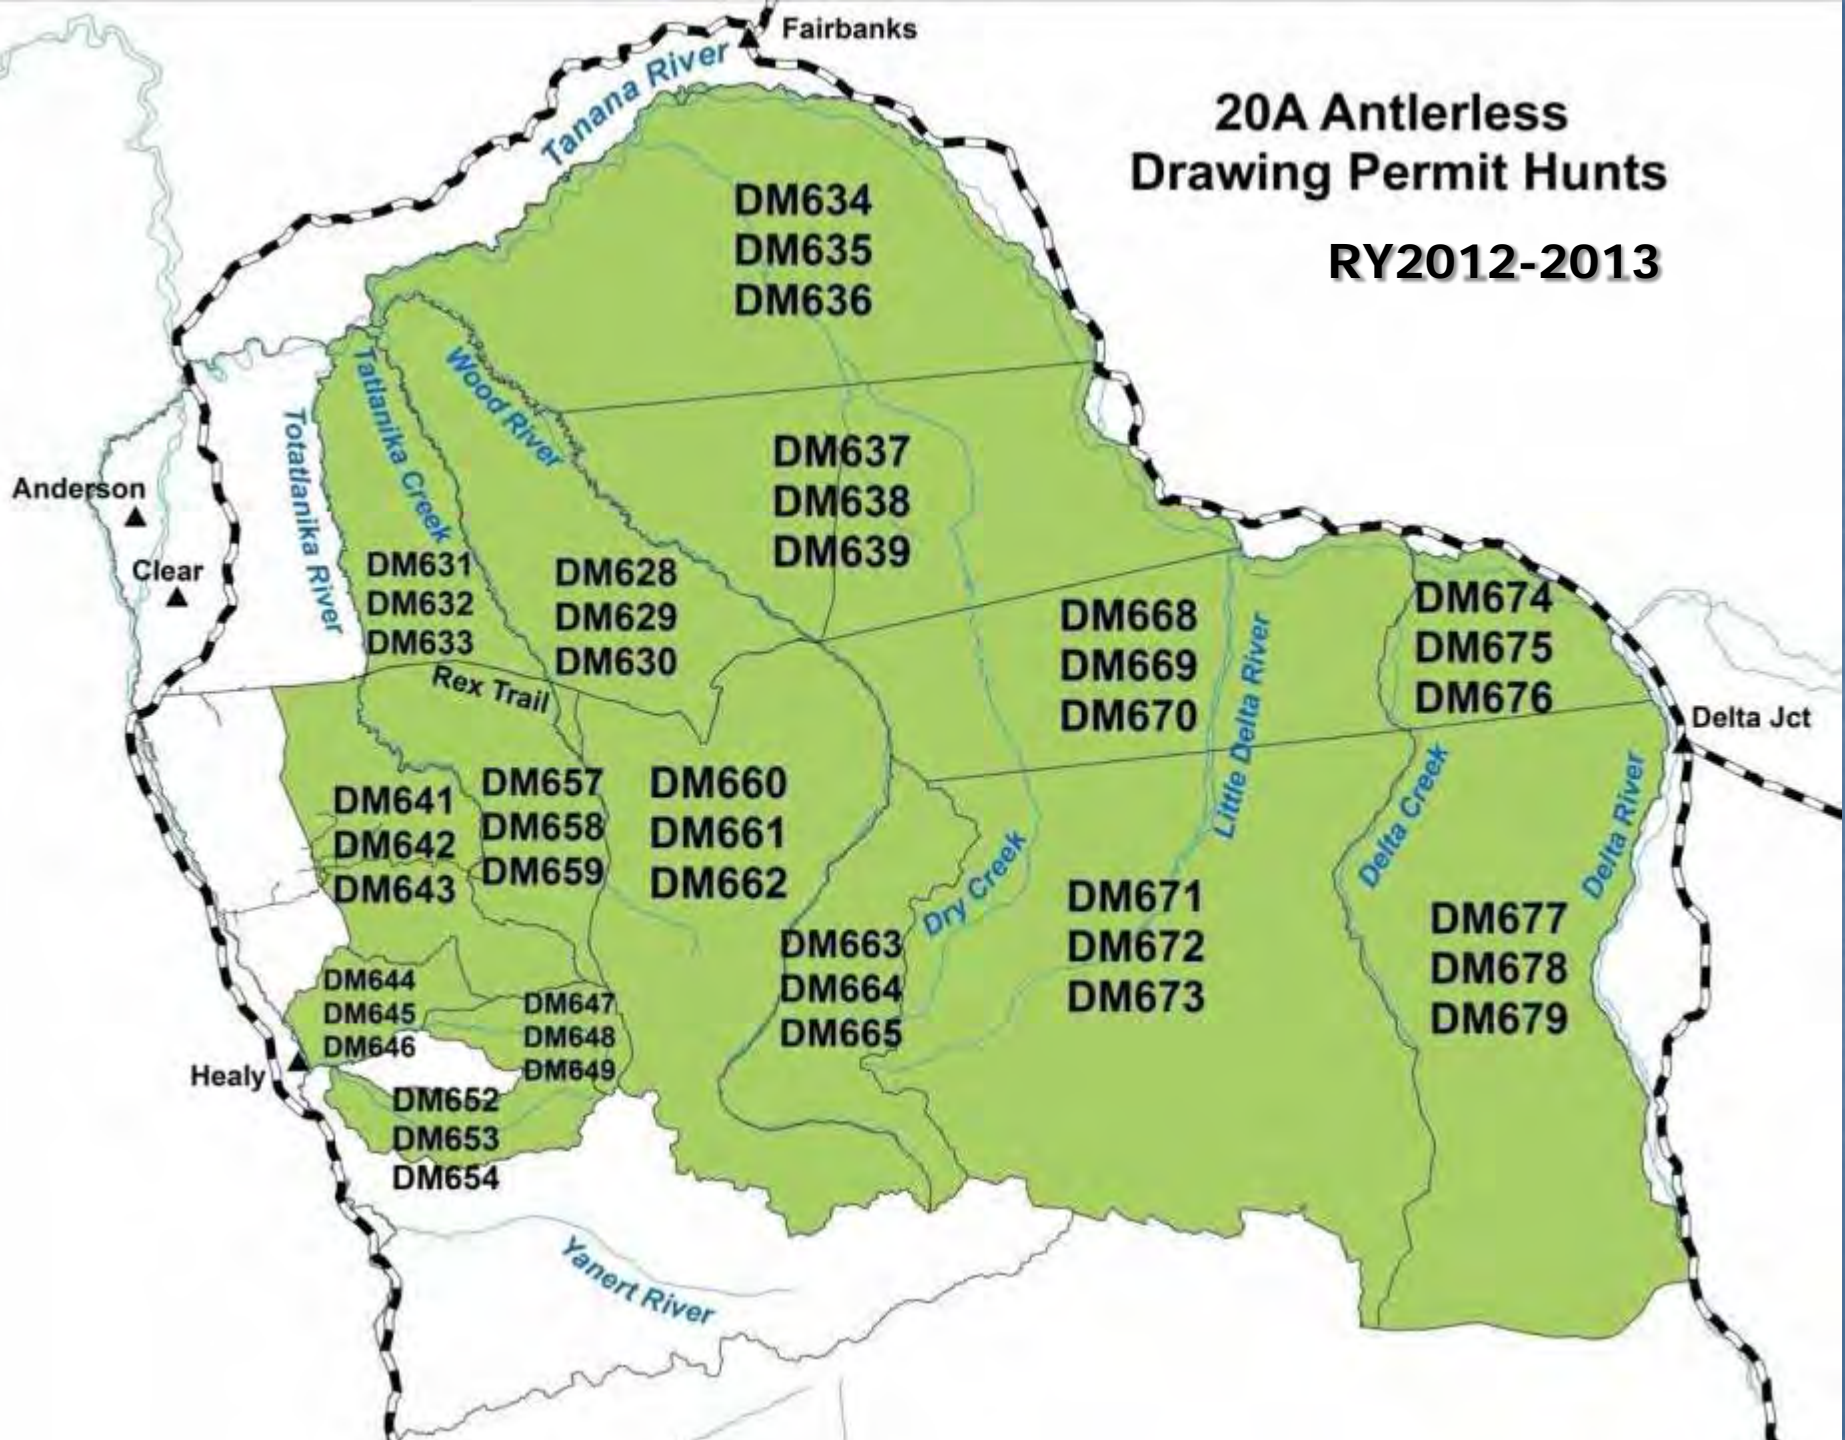 Fairbanks
Tanana River
20A Antlerless
Drawing Permit Hunts
RY2012-2013
DM634
DM635
DM636
Wood River
Tatlanika Creek
Totatlanika River
Anderson
Clear
DM637
DM638
DM639
DM631
DM632
DM633
DM628
DM629
DM630
Rex Trail
DM668
DM669
DM670
Little Delta River
DM674
DM675
DM676
Delta Jct
DM641
DM642
DM643
DM657
DM658
DM659
DM660
DM661
DM662
Dry Creek
Delta Creek
Delta River
DM663
DM664
DM665
DM671
DM672
DM673
DM677
DM678
DM679
DM644
DM645
DM646
DM647
DM648
DM649
Healy
DM652
DM653
DM654
Yanert River